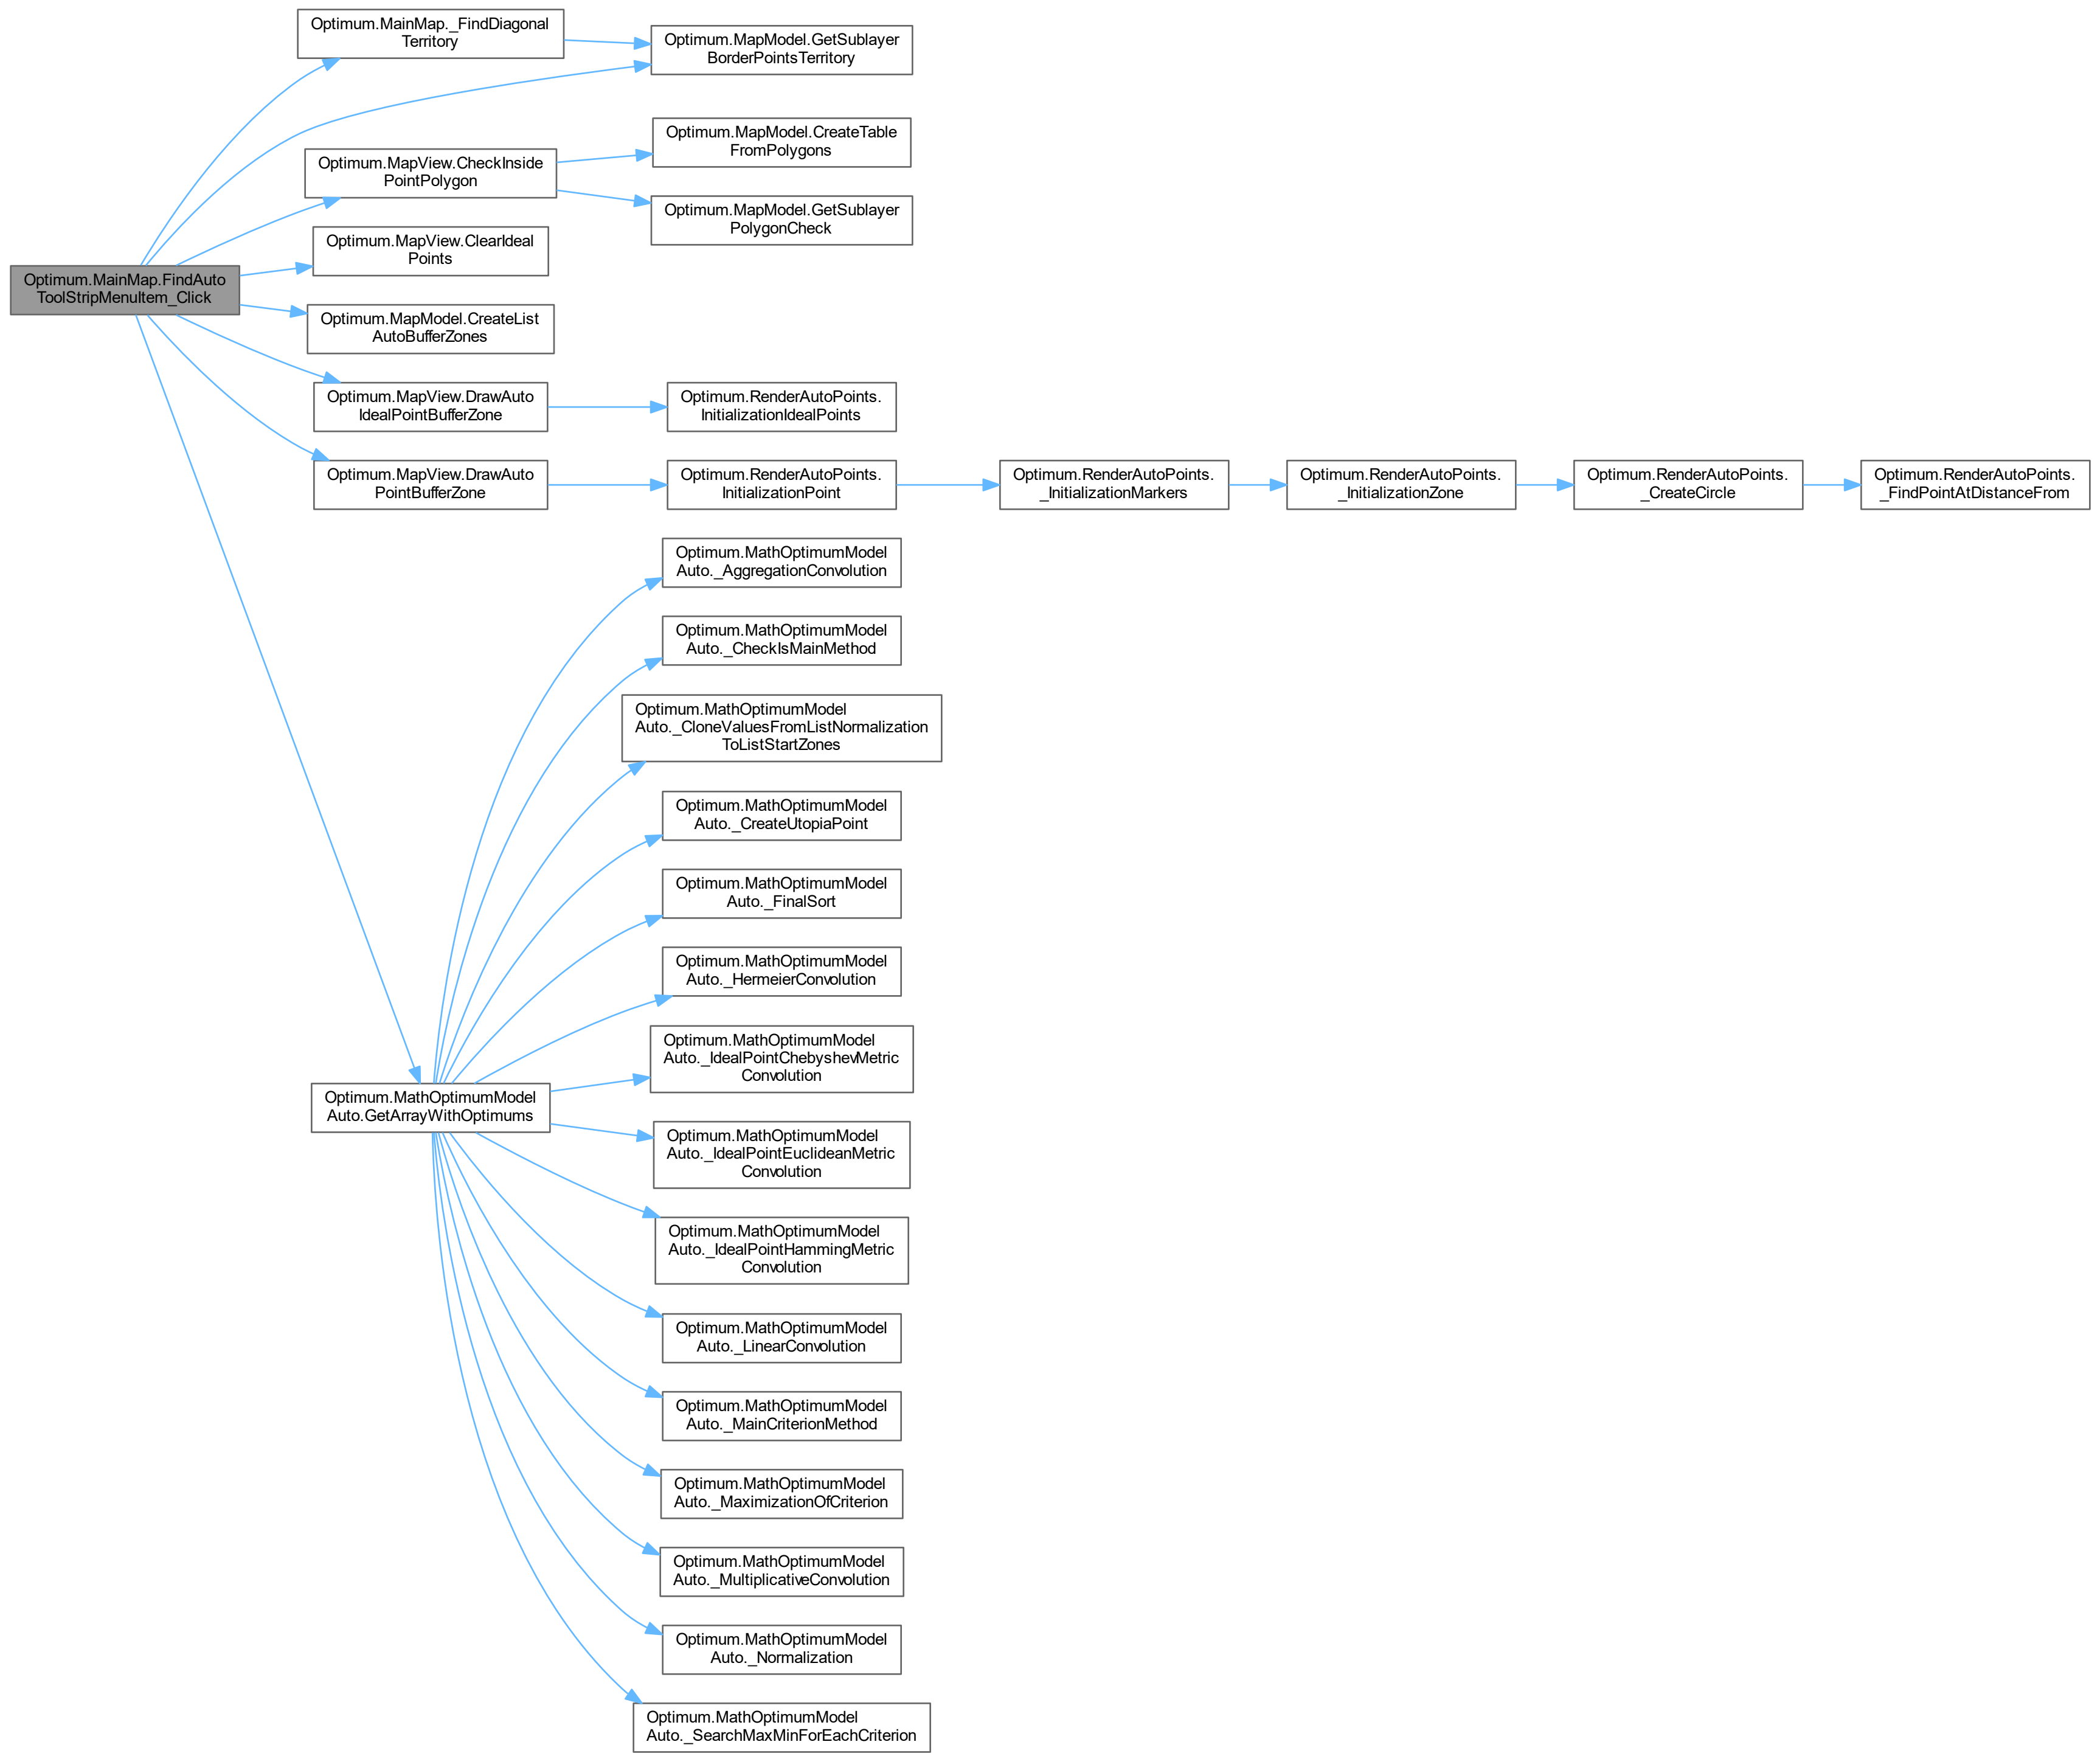 Optimum.MainMap._FindDiagonal
Territory
Optimum.MapModel.GetSublayer
BorderPointsTerritory
Optimum.MapModel.CreateTable
FromPolygons
Optimum.MapView.CheckInside
PointPolygon
Optimum.MapModel.GetSublayer
PolygonCheck
Optimum.MapView.ClearIdeal
Points
Optimum.MainMap.FindAuto
ToolStripMenuItem_Click
Optimum.MapModel.CreateList
AutoBufferZones
Optimum.MapView.DrawAuto
IdealPointBufferZone
Optimum.RenderAutoPoints.
InitializationIdealPoints
Optimum.MapView.DrawAuto
PointBufferZone
Optimum.RenderAutoPoints.
InitializationPoint
Optimum.RenderAutoPoints.
_InitializationMarkers
Optimum.RenderAutoPoints.
_InitializationZone
Optimum.RenderAutoPoints.
_CreateCircle
Optimum.RenderAutoPoints.
_FindPointAtDistanceFrom
Optimum.MathOptimumModel
Auto._AggregationConvolution
Optimum.MathOptimumModel
Auto._CheckIsMainMethod
Optimum.MathOptimumModel
Auto._CloneValuesFromListNormalization
ToListStartZones
Optimum.MathOptimumModel
Auto._CreateUtopiaPoint
Optimum.MathOptimumModel
Auto._FinalSort
Optimum.MathOptimumModel
Auto._HermeierConvolution
Optimum.MathOptimumModel
Auto._IdealPointChebyshevMetric
Convolution
Optimum.MathOptimumModel
Auto.GetArrayWithOptimums
Optimum.MathOptimumModel
Auto._IdealPointEuclideanMetric
Convolution
Optimum.MathOptimumModel
Auto._IdealPointHammingMetric
Convolution
Optimum.MathOptimumModel
Auto._LinearConvolution
Optimum.MathOptimumModel
Auto._MainCriterionMethod
Optimum.MathOptimumModel
Auto._MaximizationOfCriterion
Optimum.MathOptimumModel
Auto._MultiplicativeConvolution
Optimum.MathOptimumModel
Auto._Normalization
Optimum.MathOptimumModel
Auto._SearchMaxMinForEachCriterion